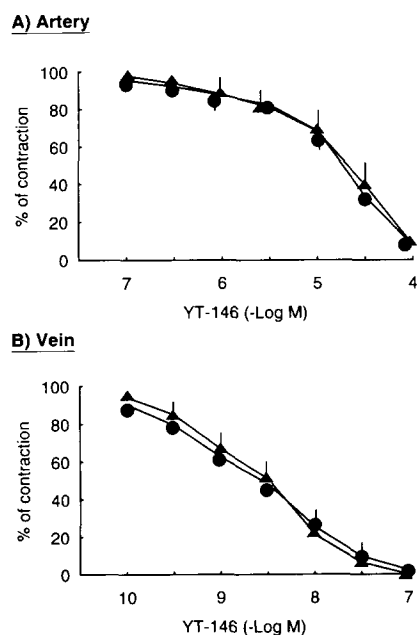 A) Artery
100
80
60
40
20
0
% of contraction
7 6 5 4
YT-146 (-Log M)
B) Vein
100
80
60
40
20
0
% of contraction
10 9 8 7
YT-146 (-Log M)